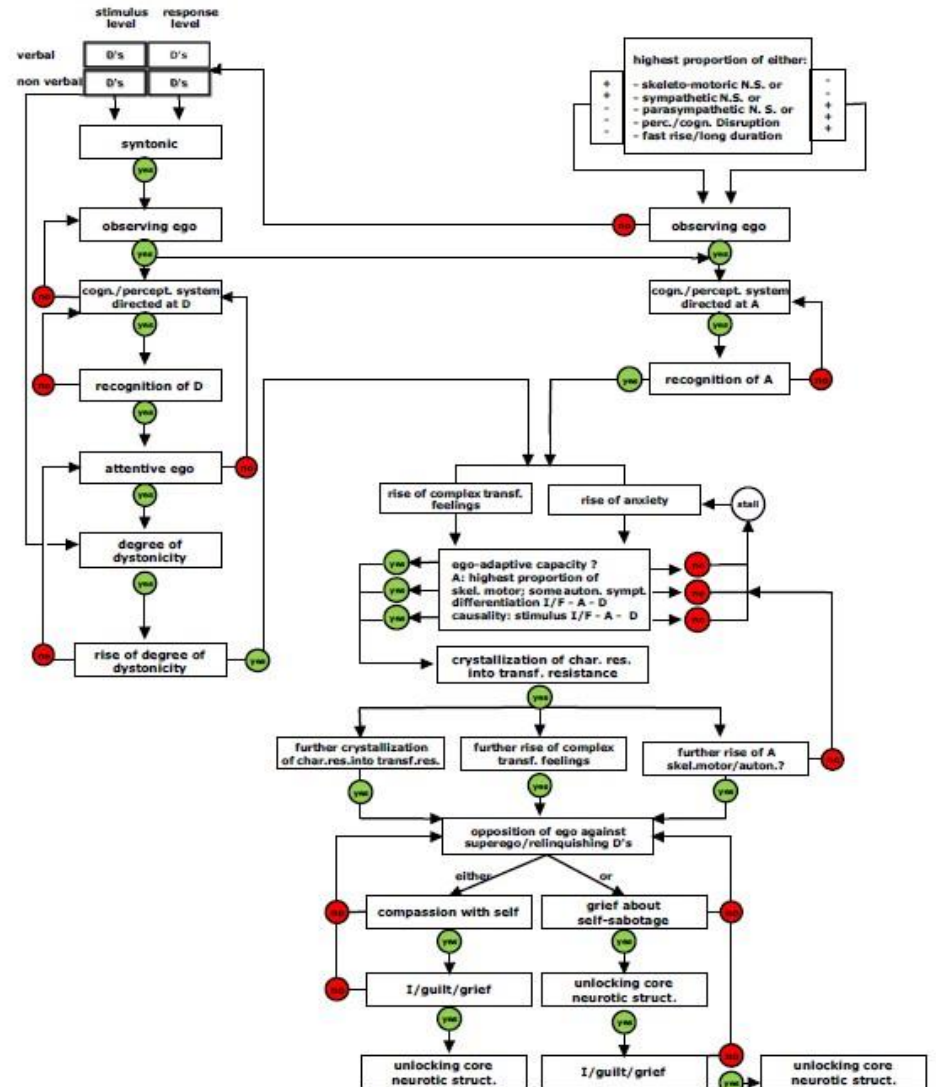 stimulus level
response level
verbal
D's
D's
non verbal
D's
D's
syntonic
yes
observing ego
yes
no
cogn./percept. system
directed at D
yes
no
recognition of D
yes
attentive ego
no
yes
degree of
dystonicity
yes
no
rise of degree of
dystonicity
yes
highest proportion of either:
+
- skeleto-motoric N.S. or
-
+
- sympathetic N.S. or
-
-
- parasympathetic N. S. or
+
-
- perc./cogn. Disruption
+
-
- fast rise/long duration
+
no
observing ego
yes
cogn./percept. system
directed at A
yes
yes
recognition of A
no
rise of complex transf.
feelings
rise of anxiety
stall
yes
yes
yes
ego-adaptive capacity ?
A: highest proportion of
skel. motor; some auton. sympt.
differentiation I/F - A - D
causality: stimulus I/F - A - D
no
no
no
crystallization of char. res.
into transf. resistance
yes
further crystallization
of char.res.into transf.res.
further rise of complex
transf. feelings
further rise of A
skel.motor/auton.?
no
yes
yes
yes
opposition of ego against
superego/relinquishing D's
either
or
no
compassion with self
grief about
self-sabotage
no
yes
yes
no
I/guilt/grief
unlocking core
neurotic struct.
yes
yes
unlocking core
neurotic struct.
I/guilt/grief
no
yes
unlocking core
neurotic struct.